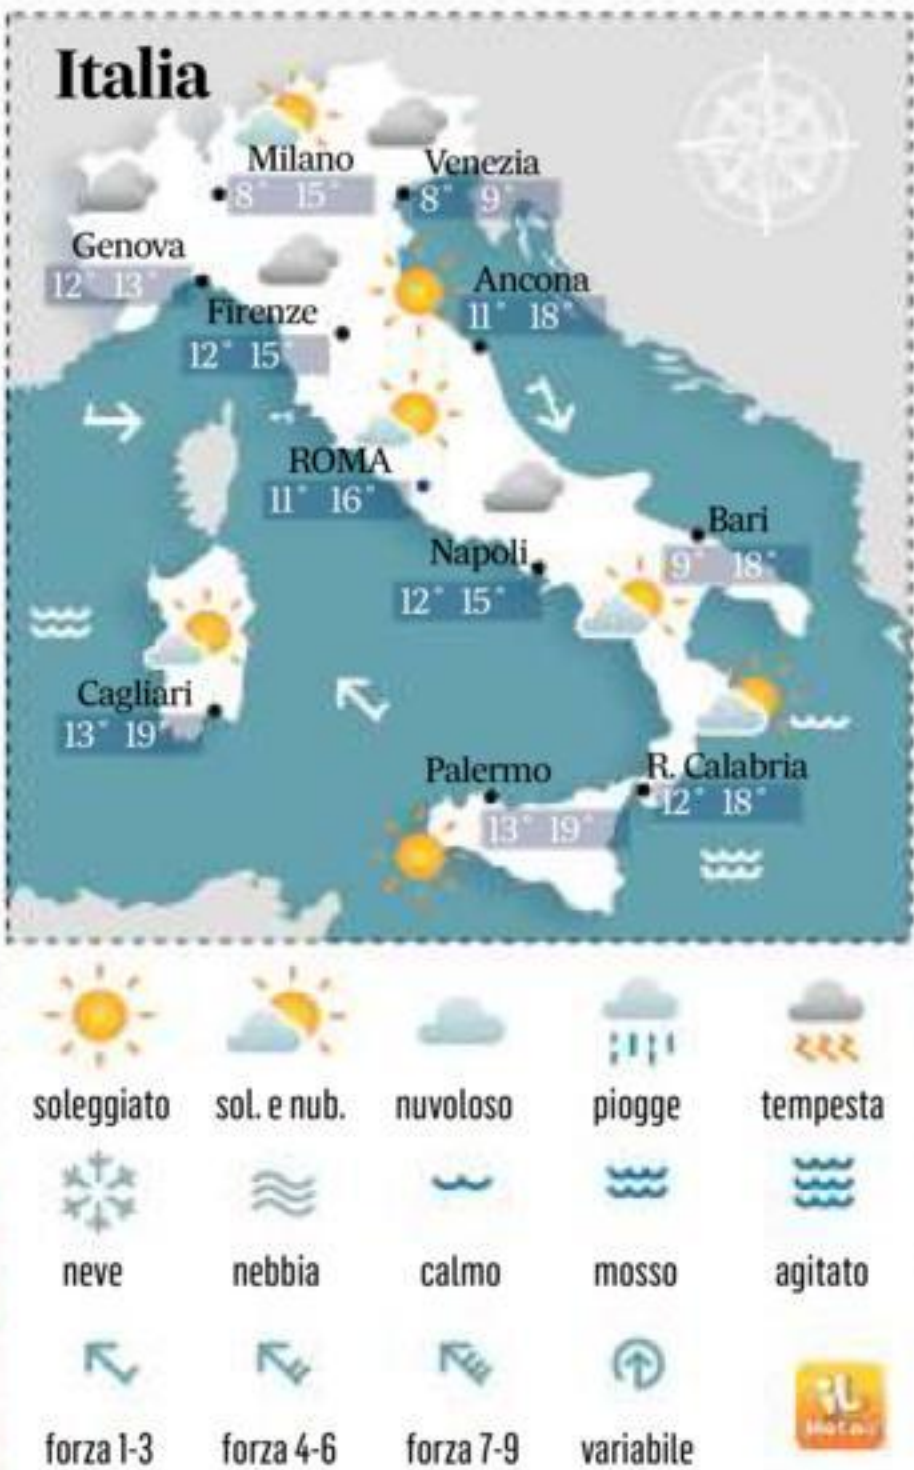 Italia
Milano
8° 15°
Venezia
8° 9°
Genova
12° 13°
Firenze
12° 15°
Ancona
11° 18°
ROMA
11° 16°
Bari
9° 18°
Napoli
12° 15°
Cagliari
13° 19°
Palermo
13° 19°
R. Calabria
12° 18°
soleggiato sol. e nub. nuvoloso piogge tempesta
neve nebbia calmo mosso agitato
forza 1-3 forza 4-6 forza 7-9 variabile
iL
Meteo